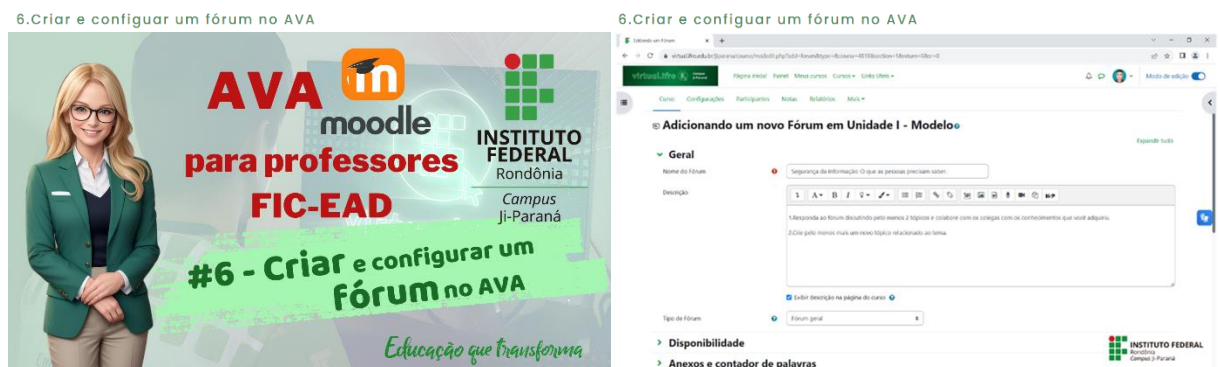 6.Criar e configuar um fórum no AVA
AVA
moodle
para professores
FIC-EAD
INSTITUTO
FEDERAL
Rondônia
Campus
Ji-Paraná
#6 - Criar e configurar um
Fórum no AVA
Educação que transforma
6.Criar e configuar um fórum no AVA
virtual.ifro
Página inicial Painel Meus cursos Cursos Links Úteis
Modo de edição
Curso Configurações Participantes Notas Relatórios Mais
Adicionando um novo Fórum em Unidade I - Modelo
Expandir tudo
Geral
Nome do Fórum
Segurança da Informação: O que as pessoas precisam saber.
Descrição
1.Responda ao fórum discutindo pelo menos 2 tópicos e colabore com os colegas com os conhecimentos que você adquiriu.
2.Crie pelo menos mais um novo tópico relacionado ao tema.
Exibir descrição na página do curso
Tipo de Fórum
Fórum geral
Disponibilidade
Anexos e contador de palavras
INSTITUTO FEDERAL
Rondônia
Campus Ji-Paraná